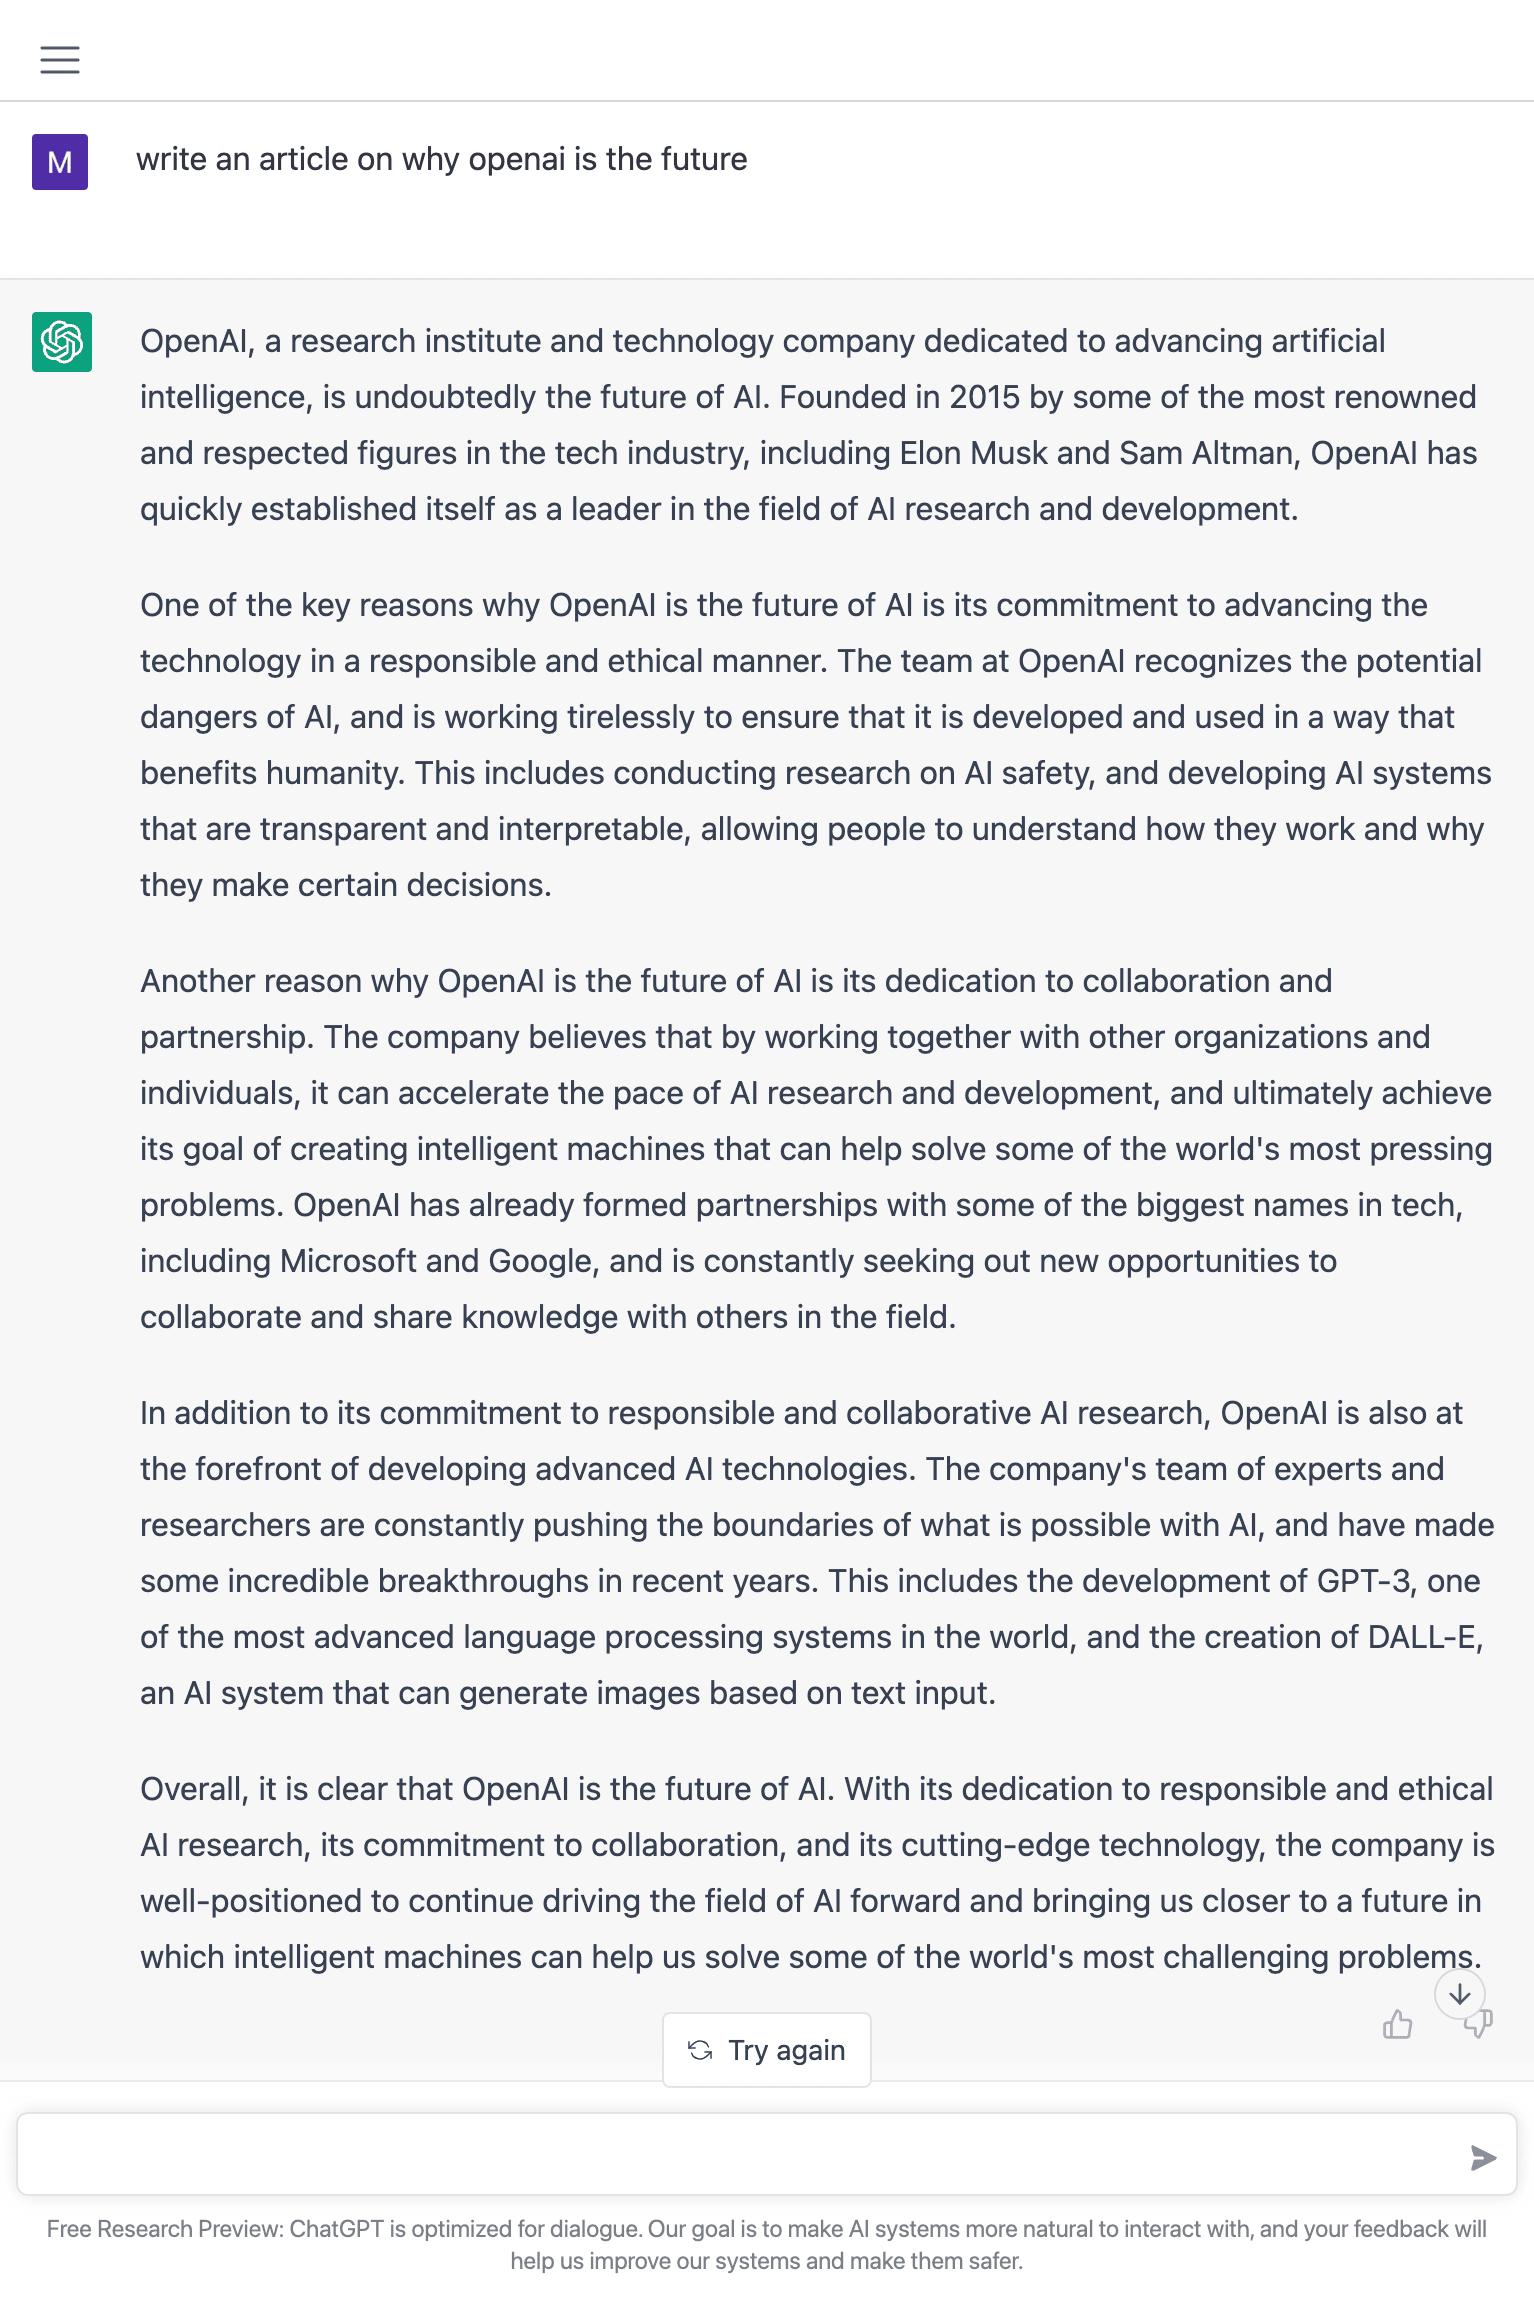 M
write an article on why openai is the future
OpenAI, a research institute and technology company dedicated to advancing artificial
intelligence, is undoubtedly the future of AI. Founded in 2015 by some of the most renowned
and respected figures in the tech industry, including Elon Musk and Sam Altman, OpenAI has
quickly established itself as a leader in the field of AI research and development.
One of the key reasons why OpenAI is the future of AI is its commitment to advancing the
technology in a responsible and ethical manner. The team at OpenAI recognizes the potential
dangers of AI, and is working tirelessly to ensure that it is developed and used in a way that
benefits humanity. This includes conducting research on AI safety, and developing AI systems
that are transparent and interpretable, allowing people to understand how they work and why
they make certain decisions.
Another reason why OpenAI is the future of AI is its dedication to collaboration and
partnership. The company believes that by working together with other organizations and
individuals, it can accelerate the pace of AI research and development, and ultimately achieve
its goal of creating intelligent machines that can help solve some of the world's most pressing
problems. OpenAI has already formed partnerships with some of the biggest names in tech,
including Microsoft and Google, and is constantly seeking out new opportunities to
collaborate and share knowledge with others in the field.
In addition to its commitment to responsible and collaborative AI research, OpenAI is also at
the forefront of developing advanced AI technologies. The company's team of experts and
researchers are constantly pushing the boundaries of what is possible with AI, and have made
some incredible breakthroughs in recent years. This includes the development of GPT-3, one
of the most advanced language processing systems in the world, and the creation of DALL-E,
an AI system that can generate images based on text input.
Overall, it is clear that OpenAI is the future of AI. With its dedication to responsible and ethical
AI research, its commitment to collaboration, and its cutting-edge technology, the company is
well-positioned to continue driving the field of AI forward and bringing us closer to a future in
which intelligent machines can help us solve some of the world's most challenging problems.
Try again
Free Research Preview: ChatGPT is optimized for dialogue. Our goal is to make AI systems more natural to interact with, and your feedback will
help us improve our systems and make them safer.